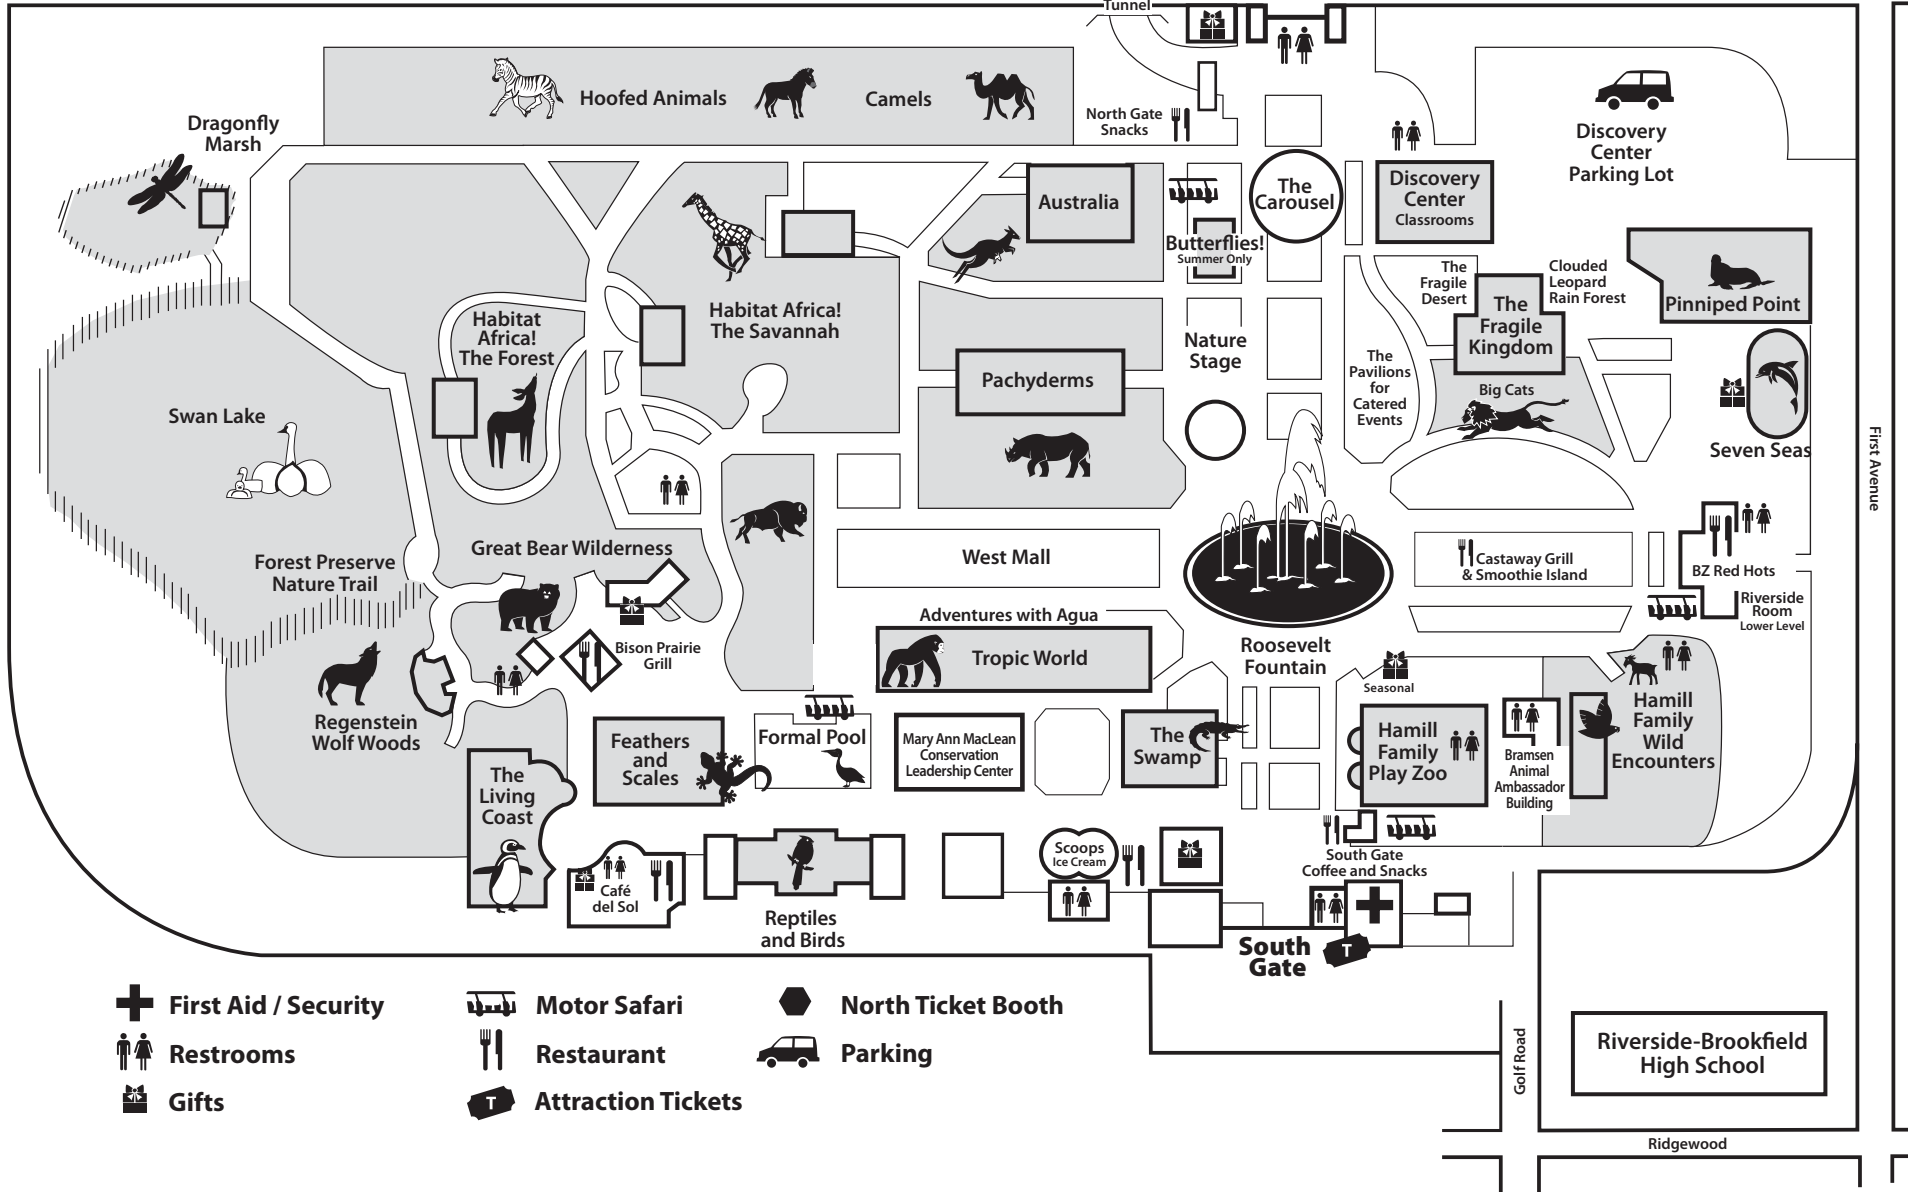 Tunnel
Hoofed Animals
Camels
North Gate
Snacks
Dragonfly
Marsh
Discovery
Center
Parking Lot
Australia
The
Carousel
Discovery
Center
Classrooms
Butterflies!
Summer Only
The
Fragile
Desert
Clouded
Leopard
Rain Forest
The
Fragile
Kingdom
Pinniped Point
Habitat
Africa!
The Forest
Habitat Africa!
The Savannah
Nature
Stage
The
Pavilions
for
Catered
Events
Pachyderms
Big Cats
Swan Lake
Seven Seas
First Avenue
Forest Preserve
Nature Trail
Great Bear Wilderness
West Mall
Castaway Grill
& Smoothie Island
BZ Red Hots
Riverside
Room
Lower Level
Adventures with Agua
Tropic World
Bison Prairie
Grill
Roosevelt
Fountain
Seasonal
Regenstein
Wolf Woods
Feathers
and
Scales
Formal Pool
Mary Ann MacLean
Conservation
Leadership Center
The
Swamp
Hamill
Family
Play Zoo
Bramsen
Animal
Ambassador
Building
Hamill
Family
Wild
Encounters
The
Living
Coast
Scoops
Ice Cream
South Gate
Coffee and Snacks
Café
del Sol
Reptiles
and Birds
South
Gate
T
First Aid / Security
Motor Safari
North Ticket Booth
Restrooms
Restaurant
Parking
Gifts
T
Attraction Tickets
Golf Road
Riverside-Brookfield
High School
Ridgewood